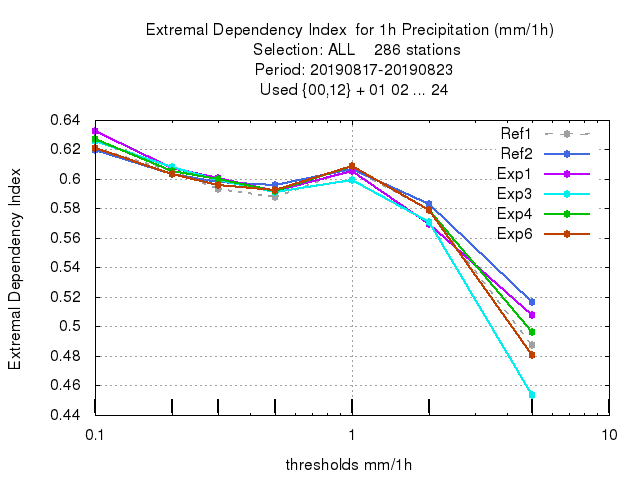 Extremal Dependency Index  for 1h Precipitation (mm/1h)
Selection: ALL    286 stations
Period: 20190817-20190823
Used {00,12} + 01 02 ... 24
Extremal Dependency Index
0.64
0.62
0.6
0.58
0.56
0.54
0.52
0.5
0.48
0.46
0.44
Ref1
Ref2
Exp1
Exp3
Exp4
Exp6
0.1 1 10
thresholds mm/1h